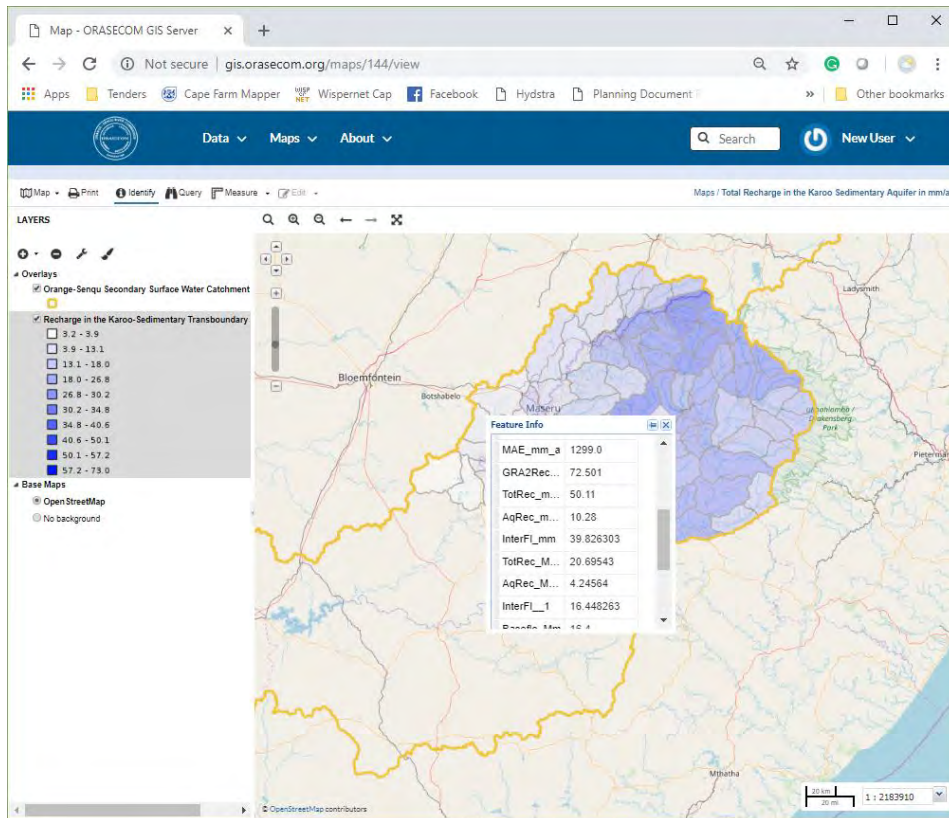 Map - ORASECOM GIS Server
Not secure | gis.orasecom.org/maps/144/view
Apps Tenders Cape Farm Mapper Wispernet Cap Facebook Hydstra Planning Document » Other bookmarks
Data Maps About Search New User
Map Print Identify Query Measure Edit Maps / Total Recharge in the Karoo Sedimentary Aquifer in mm/a
LAYERS
Overlays
Orange-Senqu Secondary Surface Water Catchment
Recharge in the Karoo-Sedimentary Transboundary
3.2 - 3.9
3.9 - 13.1
13.1 - 18.0
18.0 - 26.8
26.8 - 30.2
30.2 - 34.8
34.8 - 40.6
40.6 - 50.1
50.1 - 57.2
57.2 - 73.0
Base Maps
OpenStreetMap
No background
Ladysmith
Bloemfontein
Botshabelo
Maseru
Park
Feature Info
MAE_mm_a 1299.0
GRA2Rec... 72.501
TotRec_m... 50.11
AqRec_m... 10.28
InterFl_mm 39.826303
TotRec_M... 20.69543
AqRec_M... 4.24564
InterFl__1 16.448263
Mthatha
20 km
20 mi
1 : 2183910
© OpenStreetMap contributors